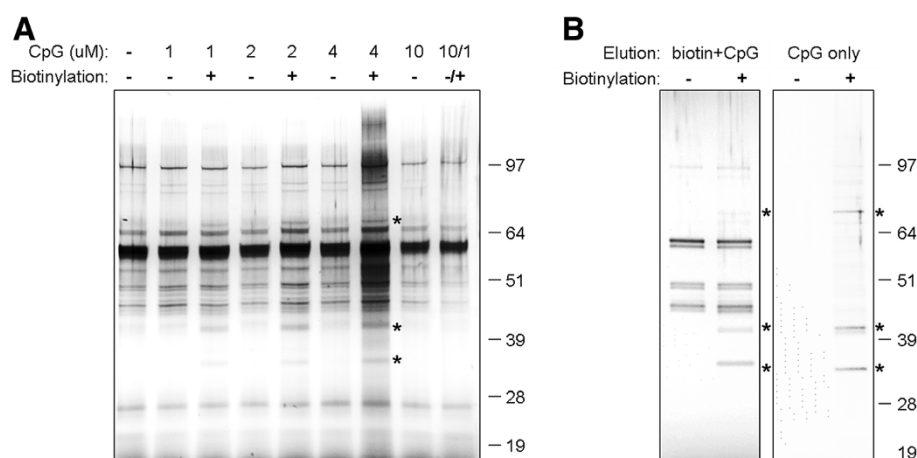 A
CpG (uM): - 1 1 2 2 4 4 10 10/1
Biotinylation: - - + - + - + - -/+
97
* 64
51
* 39
*
28
19
B
Elution: biotin+CpG CpG only
Biotinylation: - + - +
97
* * 64
51
* * 39
* *
28
19